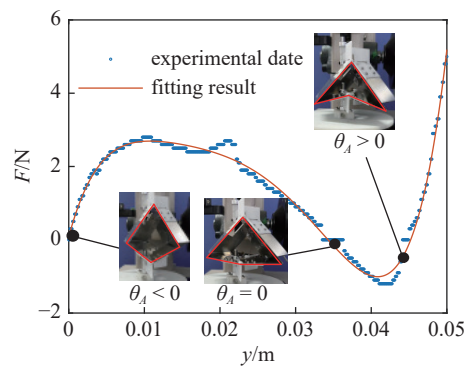 6
4
2
0
−2
F/N
experimental date
fitting result
θ_A > 0
θ_A < 0
θ_A = 0
0
0.01
0.02
0.03
0.04
0.05
y/m